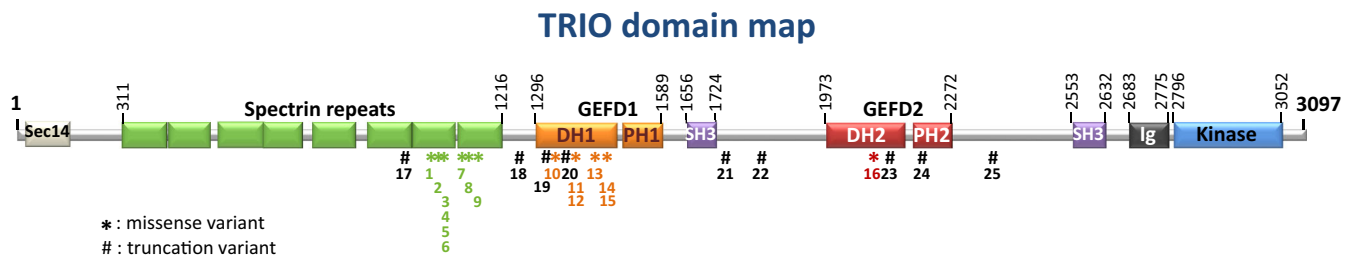 TRIO domain map
1 311 1216 1296 1589 1656 1724 1973 2272 2553 2632 2683 2775 2796 3052 3097
Spectrin repeats GEFD1 GEFD2
Sec14 DH1 PH1 SH3 DH2 PH2 SH3 Ig Kinase
# * * * * * * # # * # * * * # # * # # #
17 1 7 18 10 20 13 21 22 16 23 24 25
2 8 19 11 14
3 9 12 15
4
5
6
* : missense variant
# : truncation variant